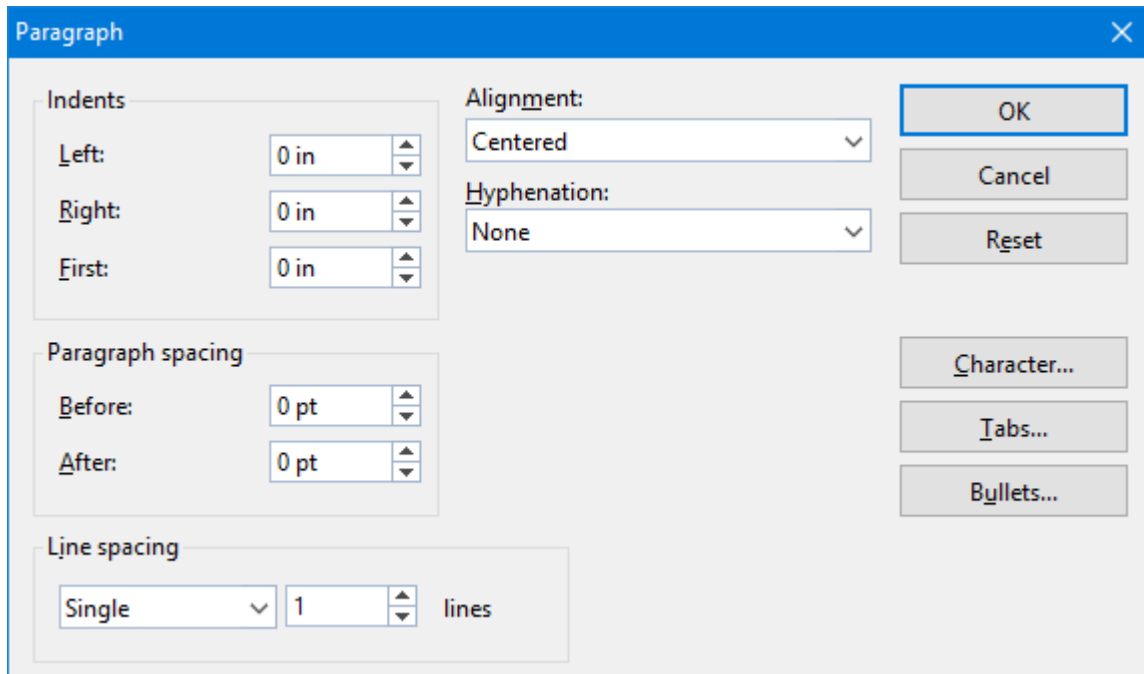 Paragraph
Indents
Left: 0 in
Right: 0 in
First: 0 in
Paragraph spacing
Before: 0 pt
After: 0 pt
Line spacing
Single 1 lines
Alignment:
Centered
Hyphenation:
None
OK
Cancel
Reset
Character...
Tabs...
Bullets...